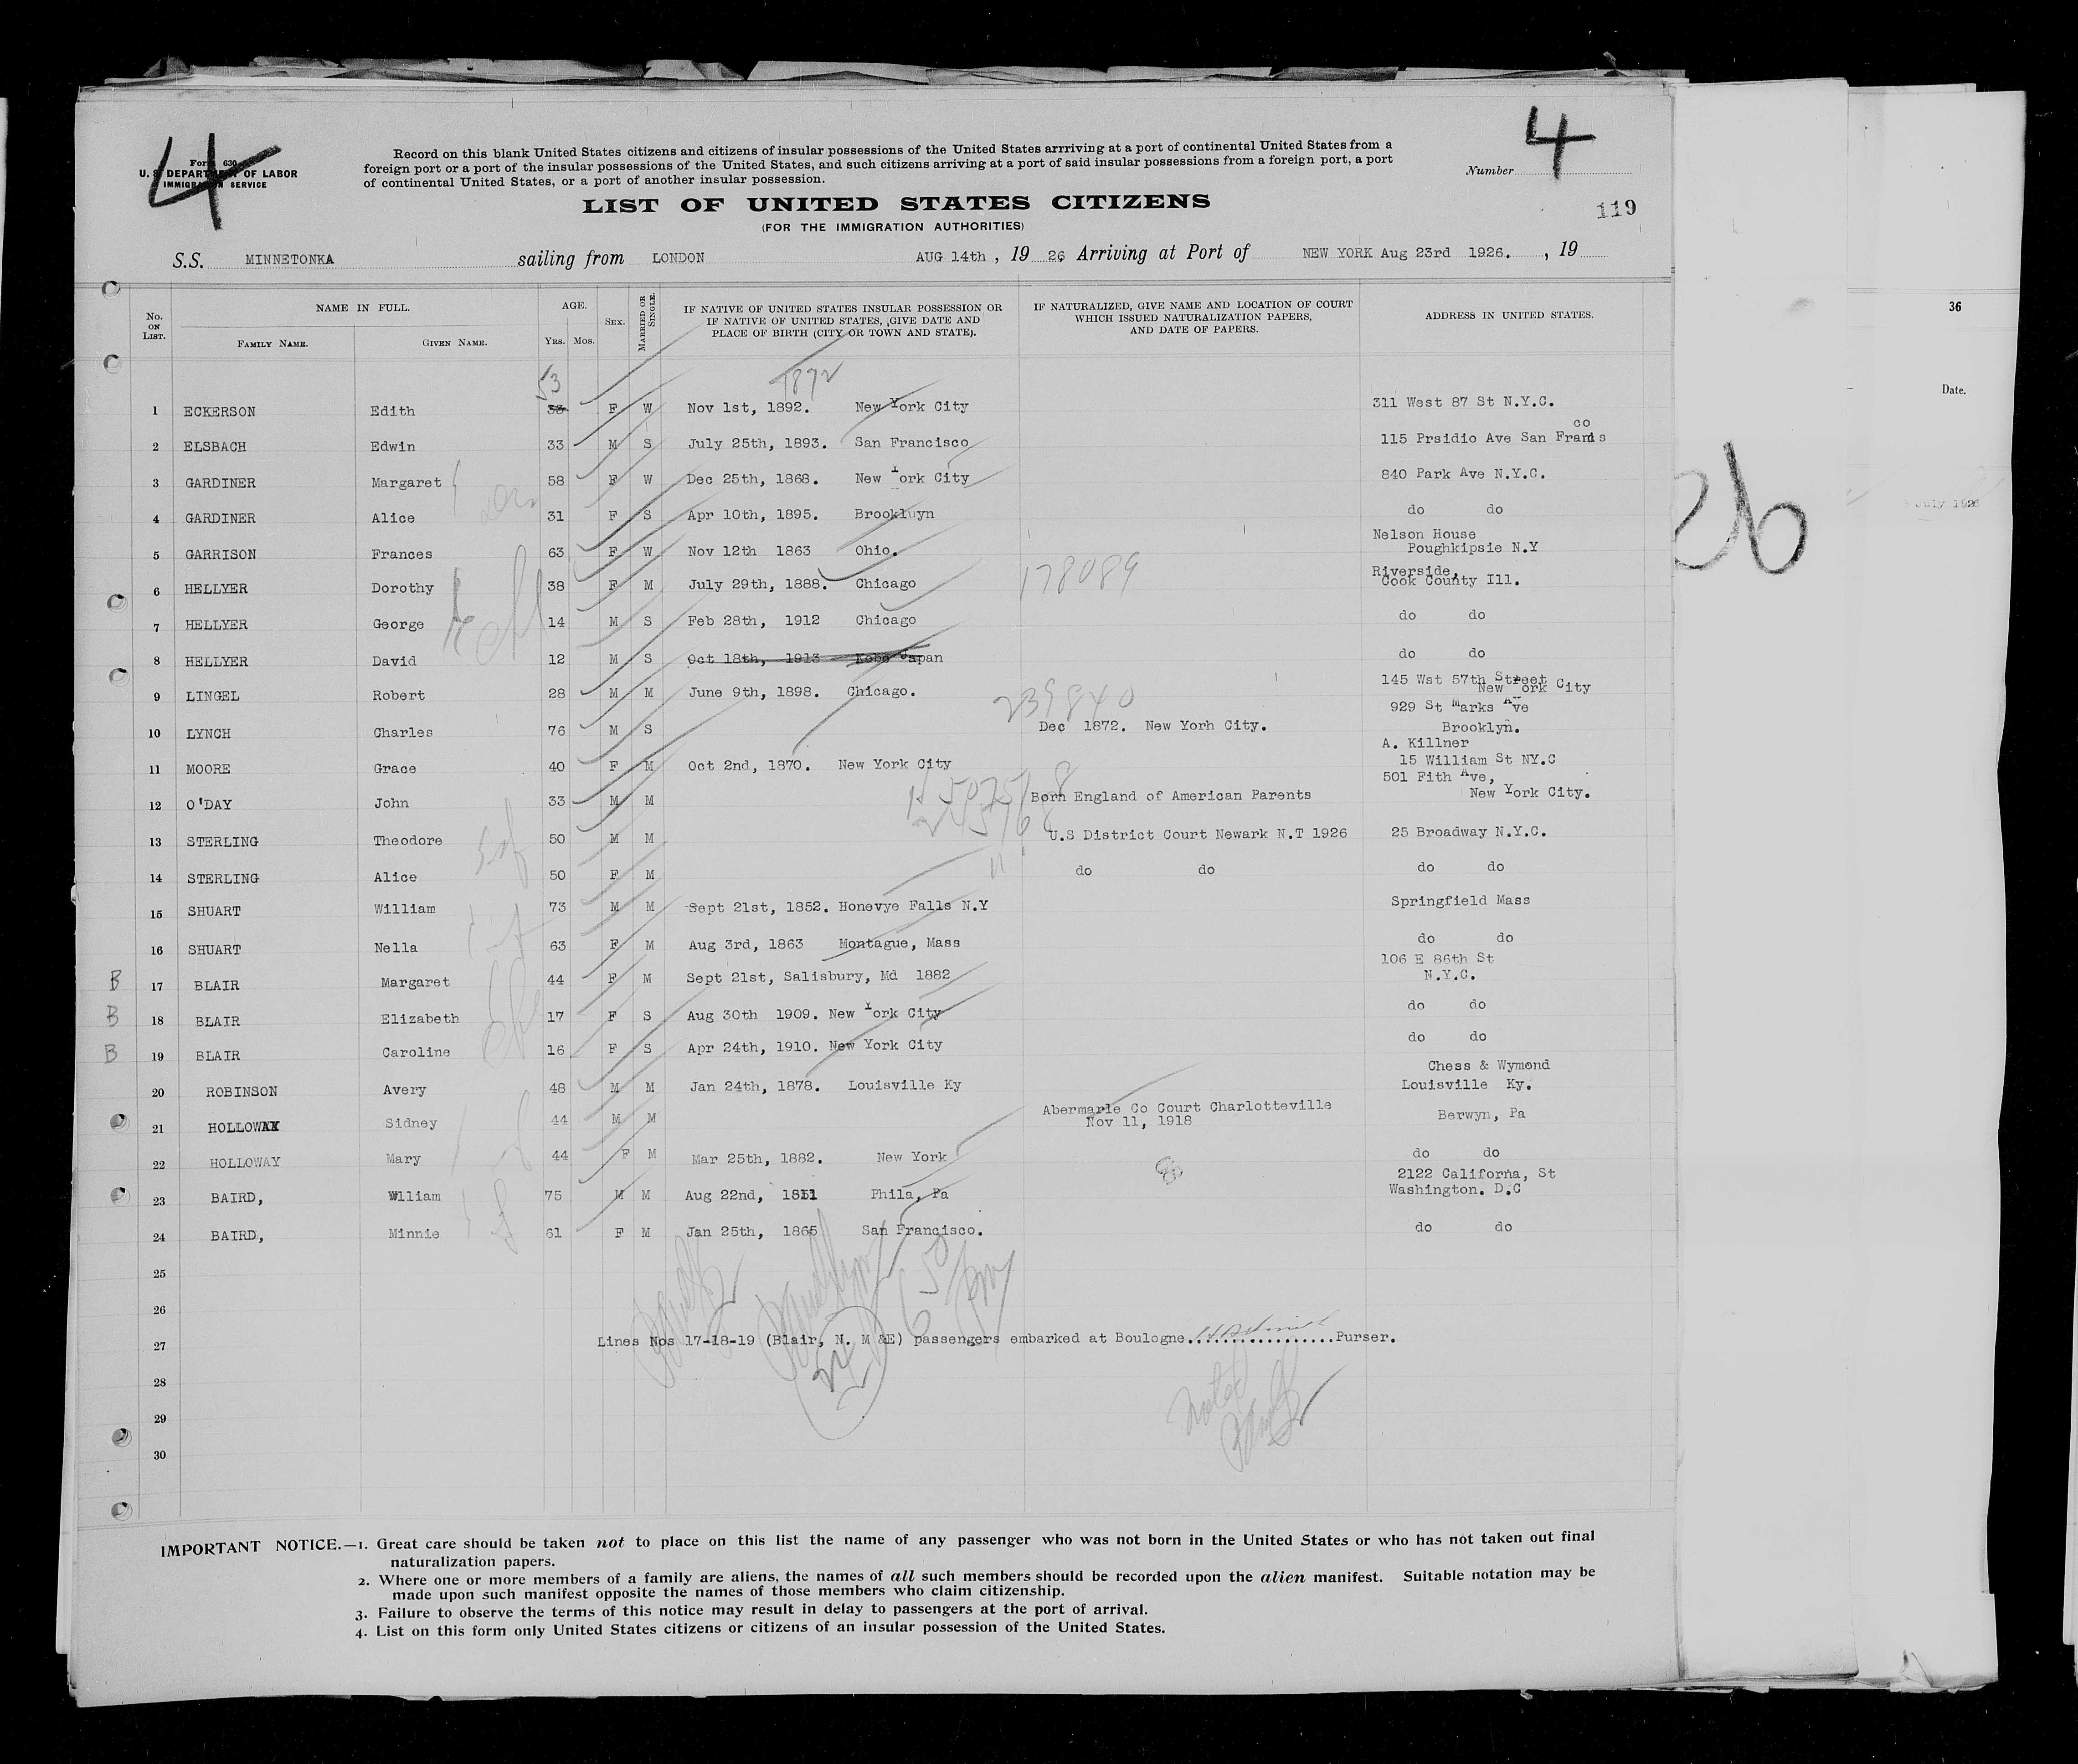 4
4
Form 630
U. S. DEPARTMENT OF LABOR
IMMIGRATION SERVICE
Record on this blank United States citizens and citizens of insular possessions of the United States arrriving at a port of continental United States from a
foreign port or a port of the insular possessions of the United States, and such citizens arriving at a port of said insular possessions from a foreign port, a port
of continental United States, or a port of another insular possession.
Number
LIST OF UNITED STATES CITIZENS
119
(FOR THE IMMIGRATION AUTHORITIES)
S.S. MINNETONKA sailing from LONDON AUG 14th , 19 26, Arriving at Port of NEW YORK Aug 23rd 1926. , 19
No. ON LIST. NAME IN FULL. FAMILY NAME. GIVEN NAME. AGE. YRS. MOS. SEX. MARRIED OR SINGLE.
IF NATIVE OF UNITED STATES INSULAR POSSESSION OR
IF NATIVE OF UNITED STATES, GIVE DATE AND
PLACE OF BIRTH (CITY OR TOWN AND STATE).
IF NATURALIZED, GIVE NAME AND LOCATION OF COURT
WHICH ISSUED NATURALIZATION PAPERS,
AND DATE OF PAPERS.
ADDRESS IN UNITED STATES.
36
Date.
53 1872
1 ECKERSON Edith 33 F W Nov 1st, 1892. New York City 311 West 87 St N.Y.C.
co
2 ELSBACH Edwin 33 M S July 25th, 1893. San Francisco 115 Prsidio Ave San Franis
3 GARDINER Margaret 58 F W Dec 25th, 1868. New York City 840 Park Ave N.Y.C.
4 GARDINER Alice 31 F S Apr 10th, 1895. Brookluyn do do
July 1926
26
Nelson House
5 GARRISON Frances 63 F W Nov 12th 1863 Ohio. Poughkipsie N.Y
Riverside,
6 HELLYER Dorothy 38 F M July 29th, 1888. Chicago 178089 Cook County Ill.
7 HELLYER George 14 M S Feb 28th, 1912 Chicago do do
8 HELLYER David 12 M S Oct 18th, 1913 Kobe Japan do do
145 Wst 57th Street
9 LINGEL Robert 28 M M June 9th, 1898. Chicago. 239840 New York City
929 St Marks Ave
10 LYNCH Charles 76 M S Dec 1872. New Yorh City. Brooklyn.
A. Killner
11 MOORE Grace 40 F M Oct 2nd, 1870. New York City 15 William St NY.C
501 Fith Ave,
12 O'DAY John 33 M M Born England of American Parents New York City.
13 STERLING Theodore 50 M M U.S District Court Newark N.T 1926 25 Broadway N.Y.C.
14 STERLING Alice 50 F M do do do do
15 SHUART William 73 M M Sept 21st, 1852. Honevye Falls N.Y Springfield Mass
16 SHUART Nella 63 F M Aug 3rd, 1863 Montague, Mass do do
106 E 86th St
B 17 BLAIR Margaret 44 F M Sept 21st, Salisbury, Md 1882 N.Y.C.
B 18 BLAIR Elizabeth 17 F S Aug 30th 1909. New York City do do
B 19 BLAIR Caroline 16 F S Apr 24th, 1910. New York City do do
Chess & Wymond
20 ROBINSON Avery 48 M M Jan 24th, 1878. Louisville Ky Louisville Ky.
Abermarle Co Court Charlotteville
21 HOLLOWAY Sidney 44 M M Nov 11, 1918 Berwyn, Pa
22 HOLLOWAY Mary 44 F M Mar 25th, 1882. New York do do
2122 Californa, St
23 BAIRD, Wlliam 75 M M Aug 22nd, 1851 Phila, Pa Washington. D.C
24 BAIRD, Minnie 61 F M Jan 25th, 1865 San Francisco. do do
25
26
27 Lines Nos 17-18-19 (Blair, N. M &E) passengers embarked at Boulogne.................Purser.
28
Noted
29
30
IMPORTANT NOTICE.—1. Great care should be taken not to place on this list the name of any passenger who was not born in the United States or who has not taken out final
naturalization papers.
2. Where one or more members of a family are aliens, the names of all such members should be recorded upon the alien manifest. Suitable notation may be
made upon such manifest opposite the names of those members who claim citizenship.
3. Failure to observe the terms of this notice may result in delay to passengers at the port of arrival.
4. List on this form only United States citizens or citizens of an insular possession of the United States.